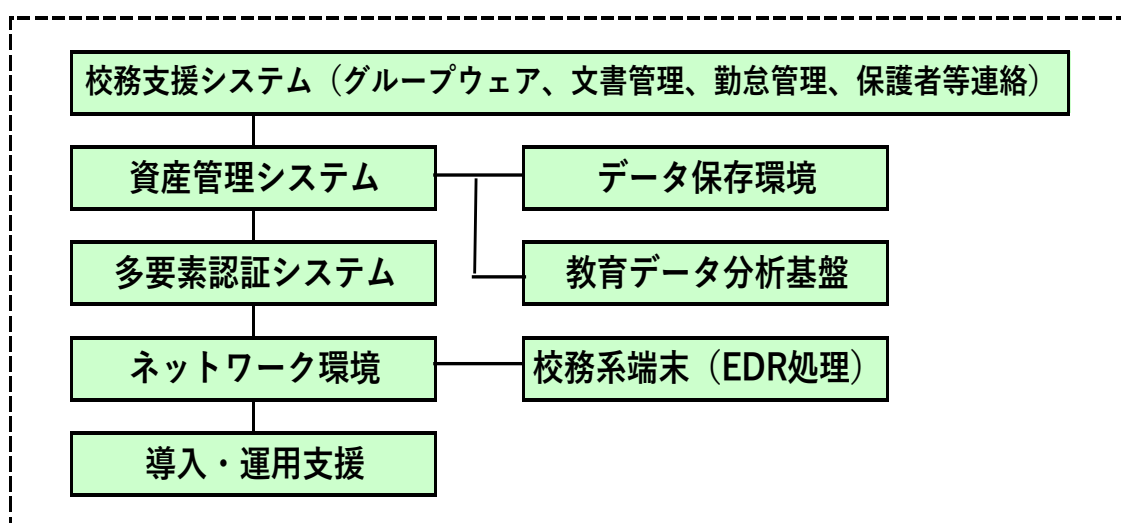 校務支援システム（グループウェア、文書管理、勤怠管理、保護者等連絡）
資産管理システム
データ保存環境
多要素認証システム
教育データ分析基盤
ネットワーク環境
校務系端末（EDR処理）
導入・運用支援